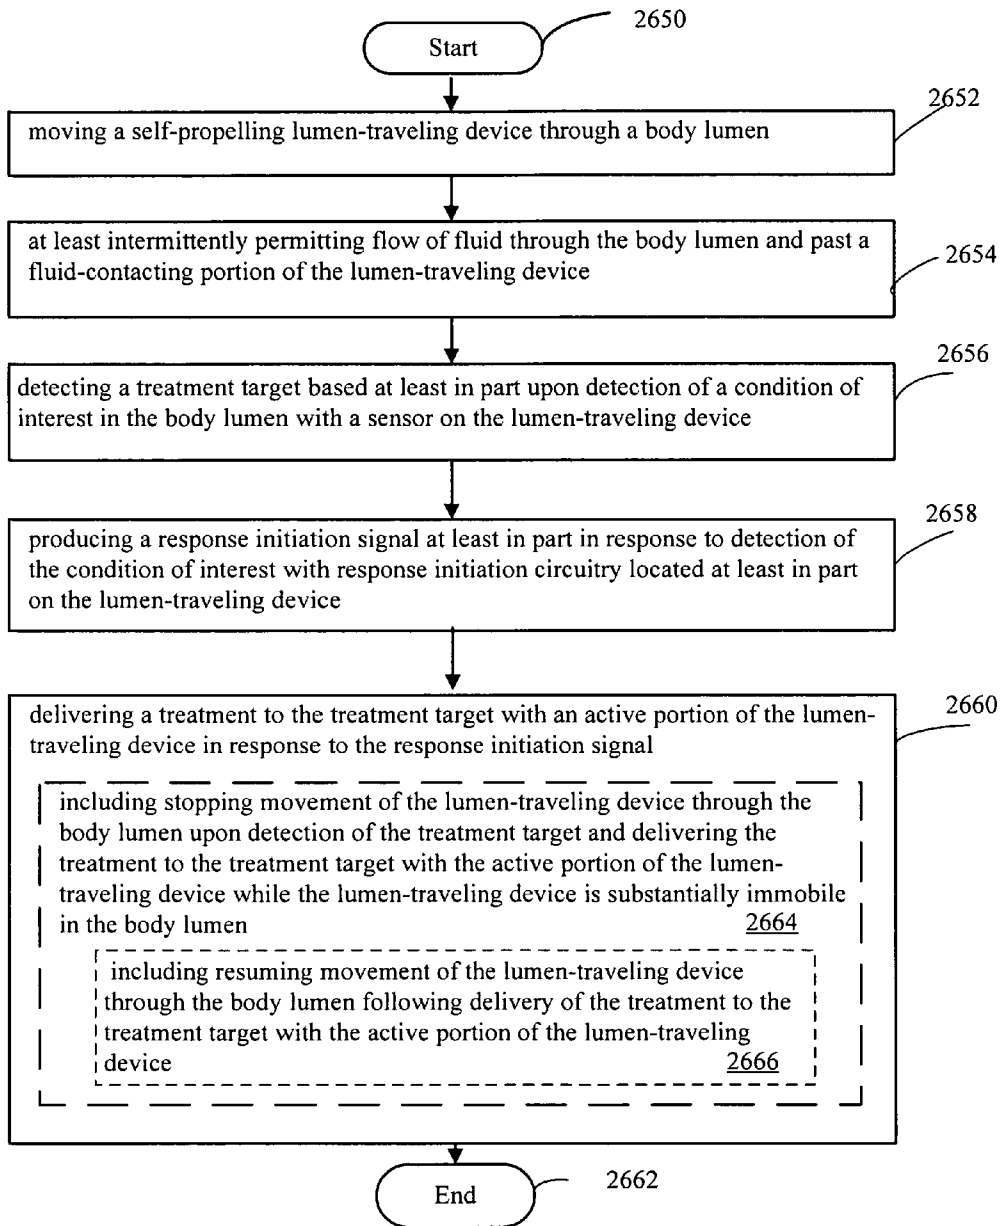 2650
Start
2652
moving a self-propelling lumen-traveling device through a body lumen
at least intermittently permitting flow of fluid through the body lumen and past a
fluid-contacting portion of the lumen-traveling device
2654
2656
detecting a treatment target based at least in part upon detection of a condition of
interest in the body lumen with a sensor on the lumen-traveling device
2658
producing a response initiation signal at least in part in response to detection of
the condition of interest with response initiation circuitry located at least in part
on the lumen-traveling device
2660
delivering a treatment to the treatment target with an active portion of the lumen-
traveling device in response to the response initiation signal
including stopping movement of the lumen-traveling device through the
body lumen upon detection of the treatment target and delivering the
treatment to the treatment target with the active portion of the lumen-
traveling device while the lumen-traveling device is substantially immobile
in the body lumen 2664
including resuming movement of the lumen-traveling device
through the body lumen following delivery of the treatment to the
treatment target with the active portion of the lumen-traveling
device 2666
End
2662